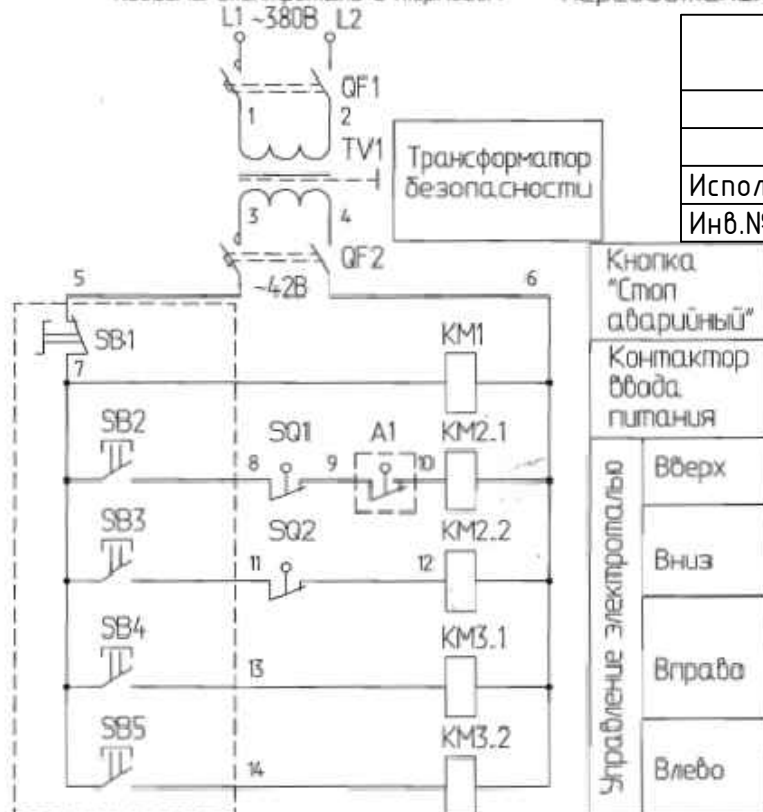 L1 ~380В L2
QF1
1 2
TV1
Трансформатор
безопасности
Испол
Инв.№
3 4
QF2
~42В
5 6
Кнопка
"Стоп
аварийный"
SB1
7
KM1
Контактор
ввода
питания
SB2 SQ1 A1 KM2.1
8 9 10
Вверх
SB3 SQ2 KM2.2
11 12
Вниз
Управление электроталью
SB4 KM3.1
13
Вправо
SB5 KM3.2
14
Влево